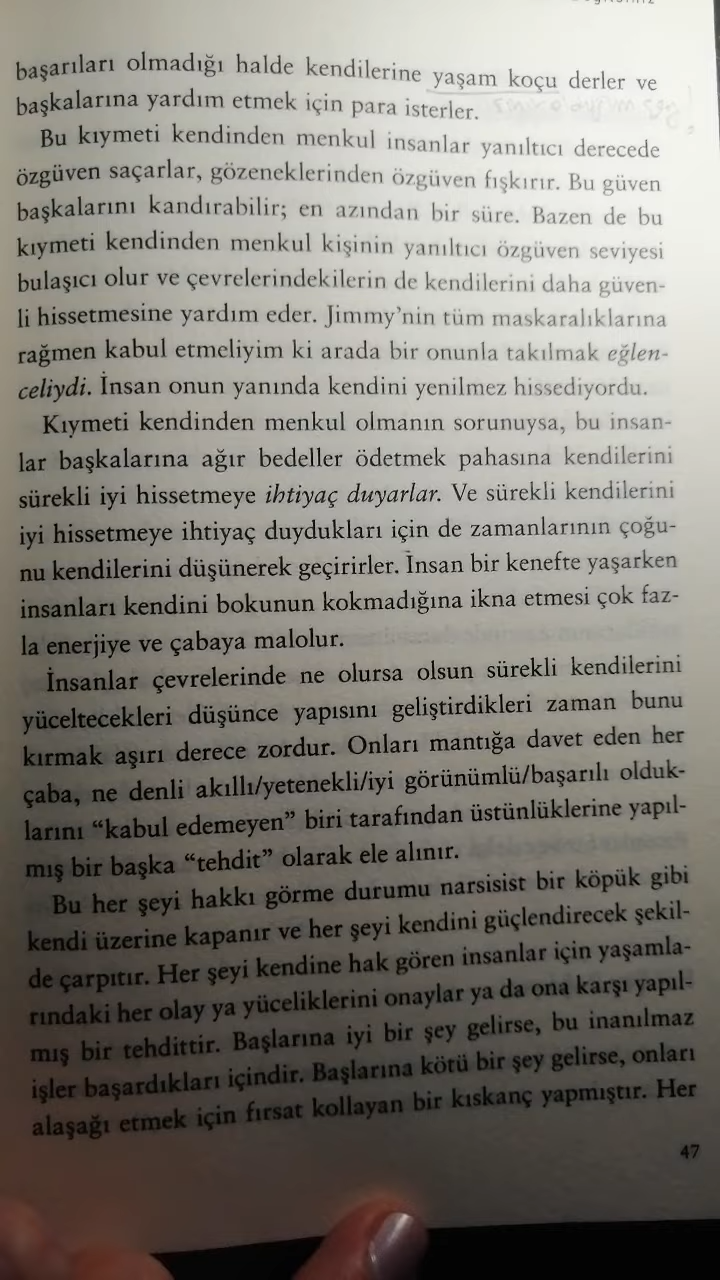 başarıları olmadığı halde kendilerine yaşam koçu derler ve
başkalarına yardım etmek için para isterler.
Bu kıymeti kendinden menkul insanlar yanıltıcı derecede
özgüven saçarlar, gözeneklerinden özgüven fışkırır. Bu güven
başkalarını kandırabilir; en azından bir süre. Bazen de bu
kıymeti kendinden menkul kişinin yanıltıcı özgüven seviyesi
bulaşıcı olur ve çevrelerindekilerin de kendilerini daha güven-
li hissetmesine yardım eder. Jimmy'nin tüm maskaralıklarına
rağmen kabul etmeliyim ki arada bir onunla takılmak eğlen-
celiydi. İnsan onun yanında kendini yenilmez hissediyordu.
Kıymeti kendinden menkul olmanın sorunuysa, bu insan-
lar başkalarına ağır bedeller ödetmek pahasına kendilerini
sürekli iyi hissetmeye ihtiyaç duyarlar. Ve sürekli kendilerini
iyi hissetmeye ihtiyaç duydukları için de zamanlarının çoğu-
nu kendilerini düşünerek geçirirler. İnsan bir kenefte yaşarken
insanları kendini bokunun kokmadığına ikna etmesi çok faz-
la enerjiye ve çabaya malolur.
İnsanlar çevrelerinde ne olursa olsun sürekli kendilerini
yüceltecekleri düşünce yapısını geliştirdikleri zaman bunu
kırmak aşırı derece zordur. Onları mantığa davet eden her
çaba, ne denli akıllı/yetenekli/iyi görünümlü/başarılı olduk-
larını "kabul edemeyen" biri tarafından üstünlüklerine yapıl-
mış bir başka "tehdit" olarak ele alınır.
Bu her şeyi hakkı görme durumu narsisist bir köpük gibi
kendi üzerine kapanır ve her şeyi kendini güçlendirecek şekil-
de çarpıtır. Her şeyi kendine hak gören insanlar için yaşamla-
rındaki her olay ya yüceliklerini onaylar ya da ona karşı yapıl-
mış bir tehdittir. Başlarına iyi bir şey gelirse, bu inanılmaz
işler başardıkları içindir. Başlarına kötü bir şey gelirse, onları
alaşağı etmek için fırsat kollayan bir kıskanç yapmıştır. Her
47